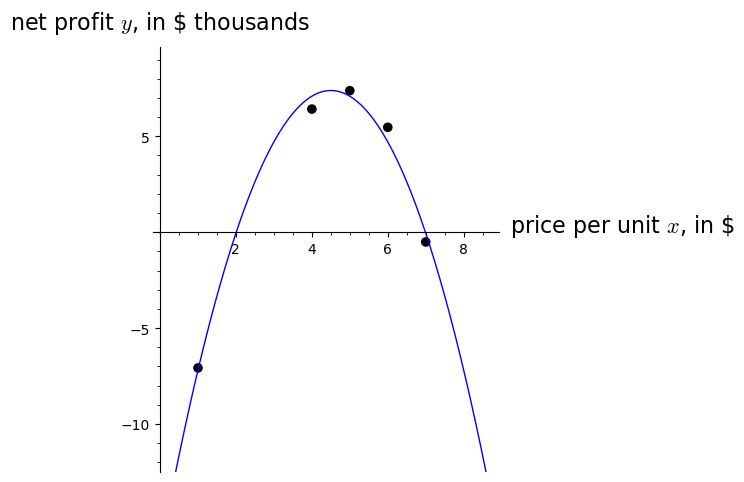 net profit y, in $ thousands
5
price per unit x, in $
2 4 6 8
−5
−10